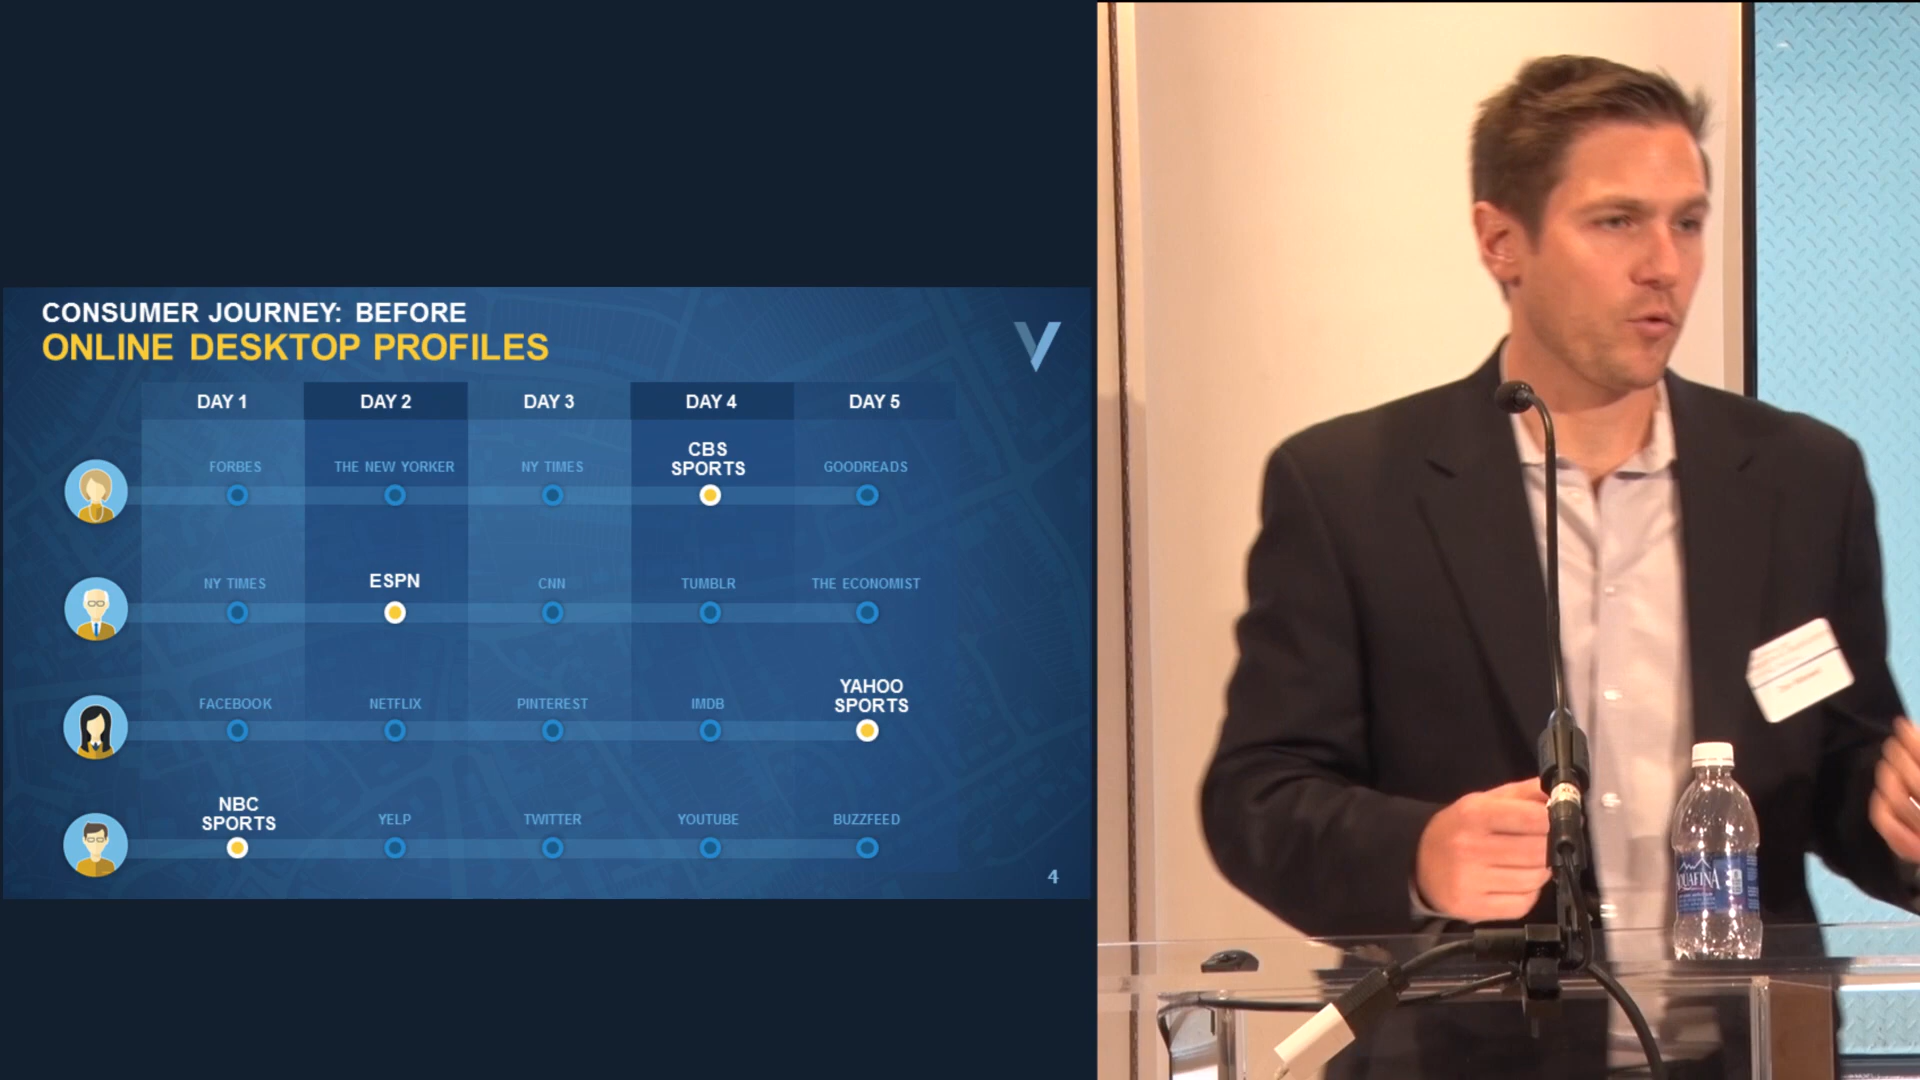 CONSUMER JOURNEY: BEFORE
ONLINE DESKTOP PROFILES
DAY 1 DAY 2 DAY 3 DAY 4 DAY 5
FORBES THE NEW YORKER NY TIMES CBS SPORTS GOODREADS
NY TIMES ESPN CNN TUMBLR THE ECONOMIST
FACEBOOK NETFLIX PINTEREST IMDB YAHOO SPORTS
NBC SPORTS YELP TWITTER YOUTUBE BUZZFEED
4
AQUAFINA